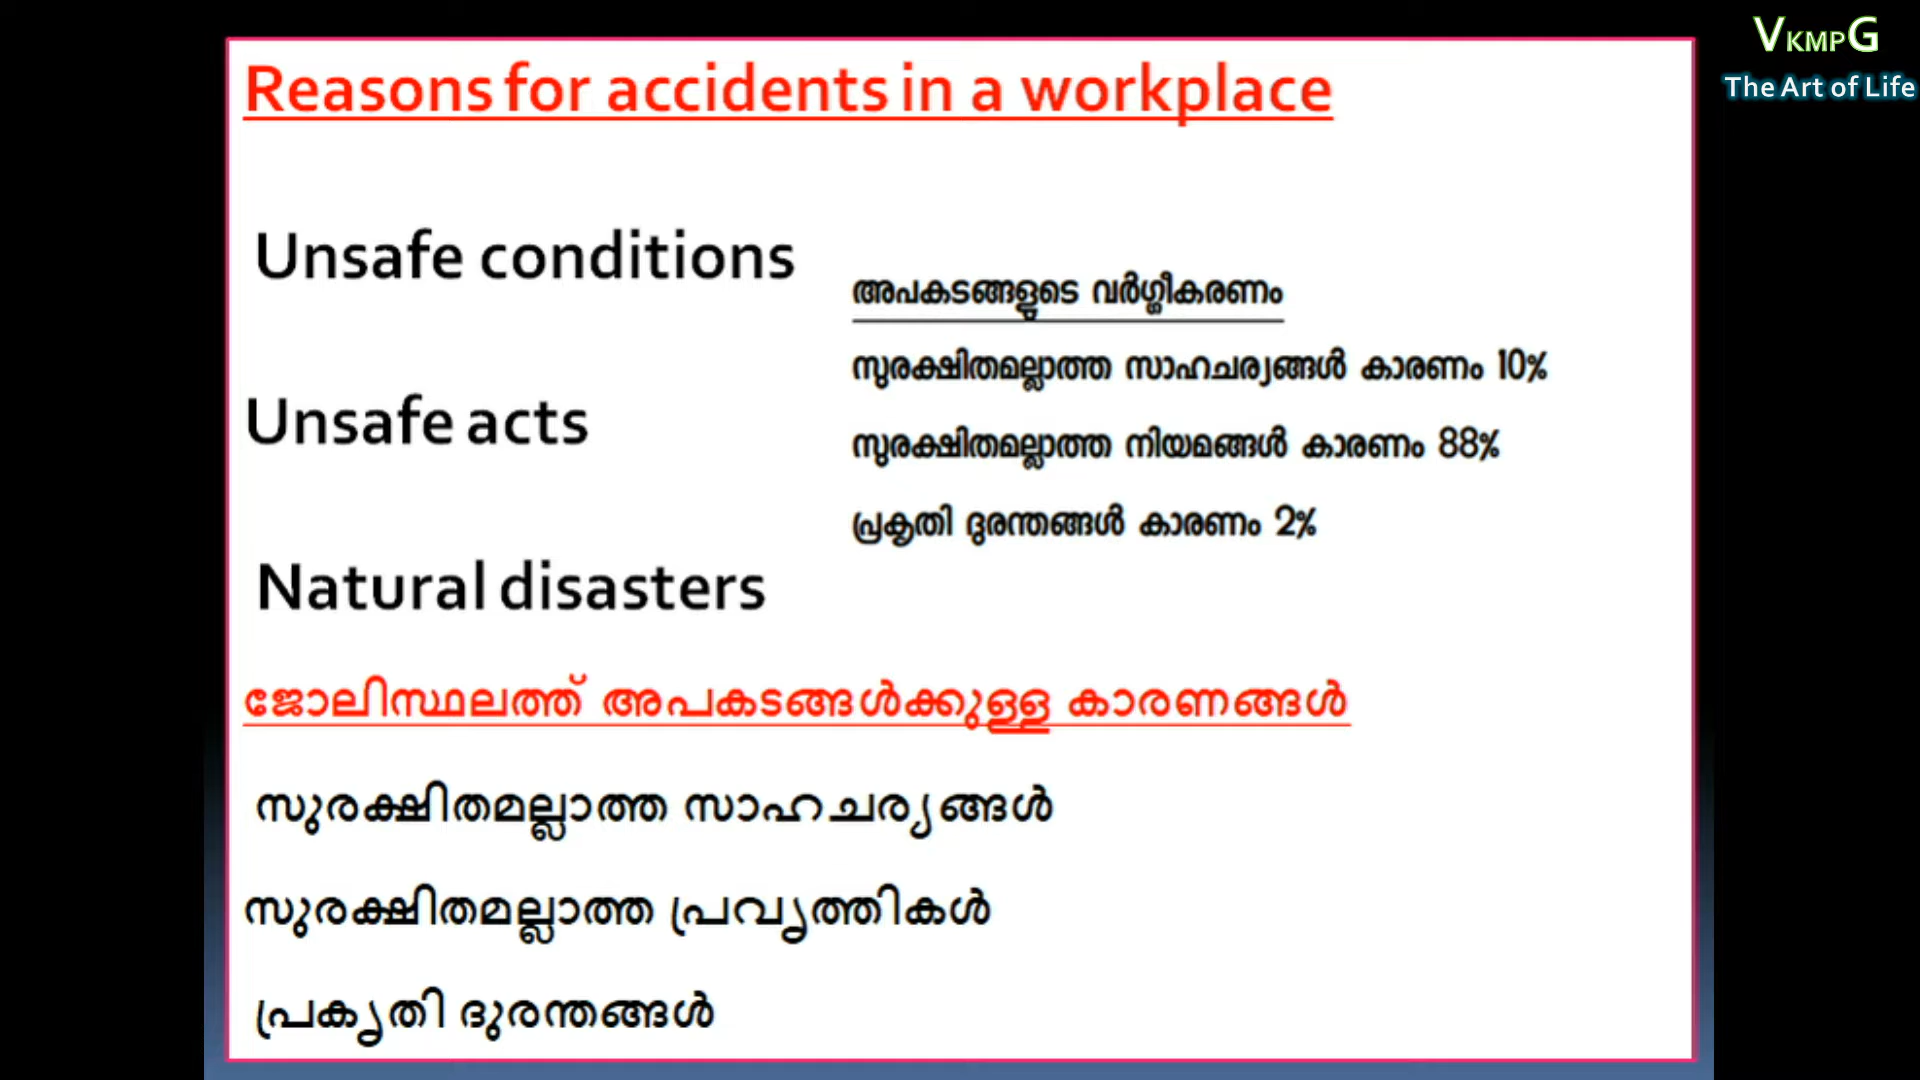 VKMPG
The Art of Life
Reasons for accidents in a workplace
Unsafe conditions
Unsafe acts
Natural disasters
അപകടങ്ങളുടെ വർഗ്ഗീകരണം
സുരക്ഷിതമല്ലാത്ത സാഹചര്യങ്ങൾ കാരണം 10%
സുരക്ഷിതമല്ലാത്ത നിയമങ്ങൾ കാരണം 88%
പ്രകൃതി ദുരന്തങ്ങൾ കാരണം 2%
ജോലിസ്ഥലത്ത് അപകടങ്ങൾക്കുള്ള കാരണങ്ങൾ
സുരക്ഷിതമല്ലാത്ത സാഹചര്യങ്ങൾ
സുരക്ഷിതമല്ലാത്ത പ്രവൃത്തികൾ
പ്രകൃതി ദുരന്തങ്ങൾ